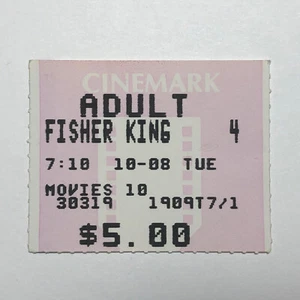 CINEMARK
ADULT
FISHER KING 4
7:10 10-08 TUE
MOVIES 10
30319 1909T7/1
$5.00